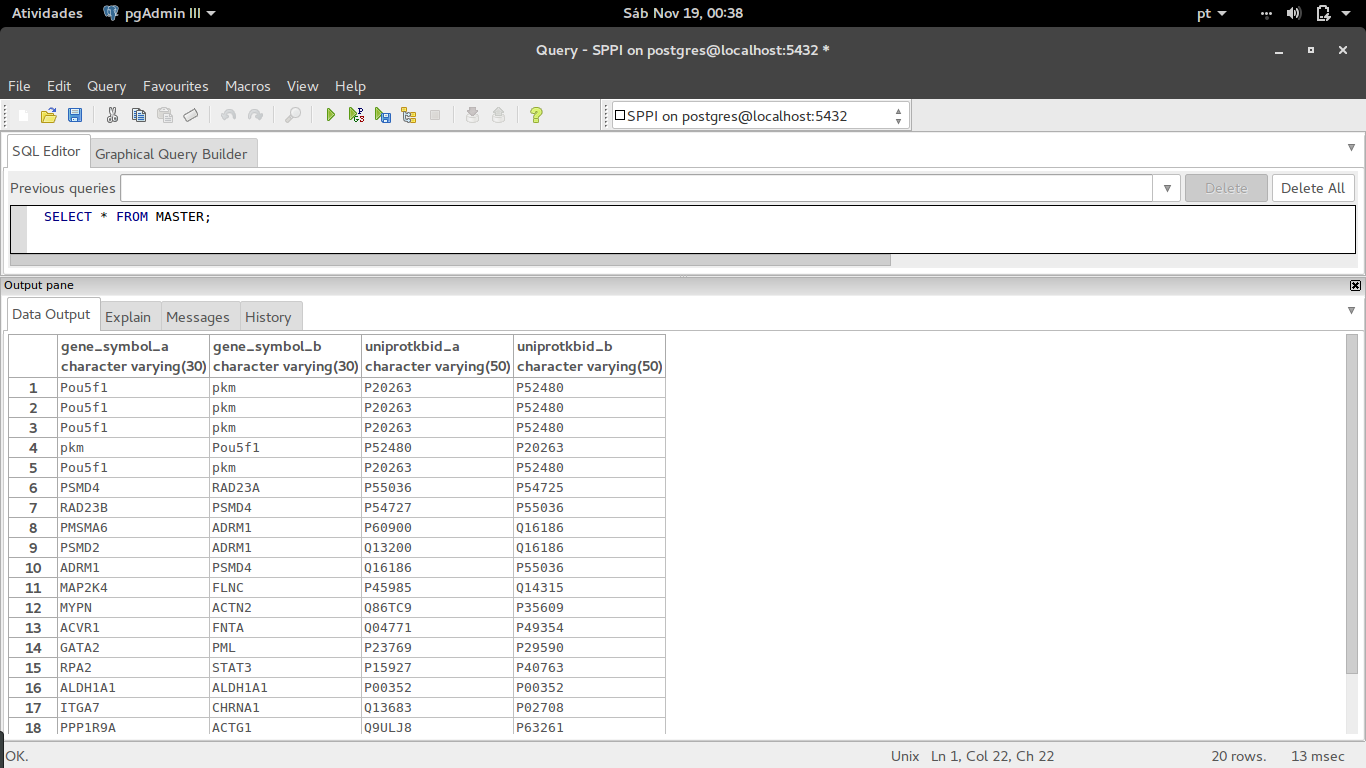 Atividades pgAdmin III Sáb Nov 19, 00:38 pt
Query - SPPI on postgres@localhost:5432 *
File Edit Query Favourites Macros View Help
SPPI on postgres@localhost:5432
SQL Editor Graphical Query Builder
Previous queries Delete Delete All
SELECT * FROM MASTER;
Output pane
Data Output Explain Messages History
gene_symbol_a gene_symbol_b uniprotkbid_a uniprotkbid_b
character varying(30) character varying(30) character varying(50) character varying(50)
1 Pou5f1 pkm P20263 P52480
2 Pou5f1 pkm P20263 P52480
3 Pou5f1 pkm P20263 P52480
4 pkm Pou5f1 P52480 P20263
5 Pou5f1 pkm P20263 P52480
6 PSMD4 RAD23A P55036 P54725
7 RAD23B PSMD4 P54727 P55036
8 PMSMA6 ADRM1 P60900 Q16186
9 PSMD2 ADRM1 Q13200 Q16186
10 ADRM1 PSMD4 Q16186 P55036
11 MAP2K4 FLNC P45985 Q14315
12 MYPN ACTN2 Q86TC9 P35609
13 ACVR1 FNTA Q04771 P49354
14 GATA2 PML P23769 P29590
15 RPA2 STAT3 P15927 P40763
16 ALDH1A1 ALDH1A1 P00352 P00352
17 ITGA7 CHRNA1 Q13683 P02708
18 PPP1R9A ACTG1 Q9ULJ8 P63261
OK. Unix Ln 1, Col 22, Ch 22 20 rows. 13 msec